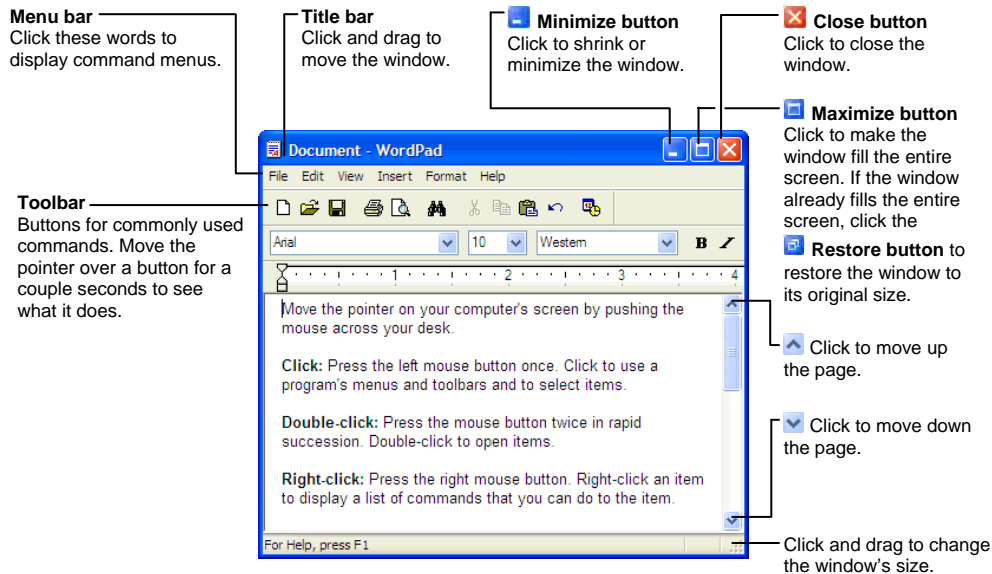 Menu bar
Click these words to
display command menus.
Title bar
Click and drag to
move the window.
Minimize button
Click to shrink or
minimize the window.
Close button
Click to close the
window.
Maximize button
Click to make the
window fill the entire
screen. If the window
already fills the entire
screen, click the
Restore button to
restore the window to
its original size.
Toolbar
Buttons for commonly used
commands. Move the
pointer over a button for a
couple seconds to see
what it does.
Document - WordPad
File Edit View Insert Format Help
Arial 10 Western B I
1 2 3 4
Move the pointer on your computer's screen by pushing the
mouse across your desk.
Click: Press the left mouse button once. Click to use a
program's menus and toolbars and to select items.
Double-click: Press the mouse button twice in rapid
succession. Double-click to open items.
Right-click: Press the right mouse button. Right-click an item
to display a list of commands that you can do to the item.
For Help, press F1
Click to move up
the page.
Click to move down
the page.
Click and drag to change
the window's size.